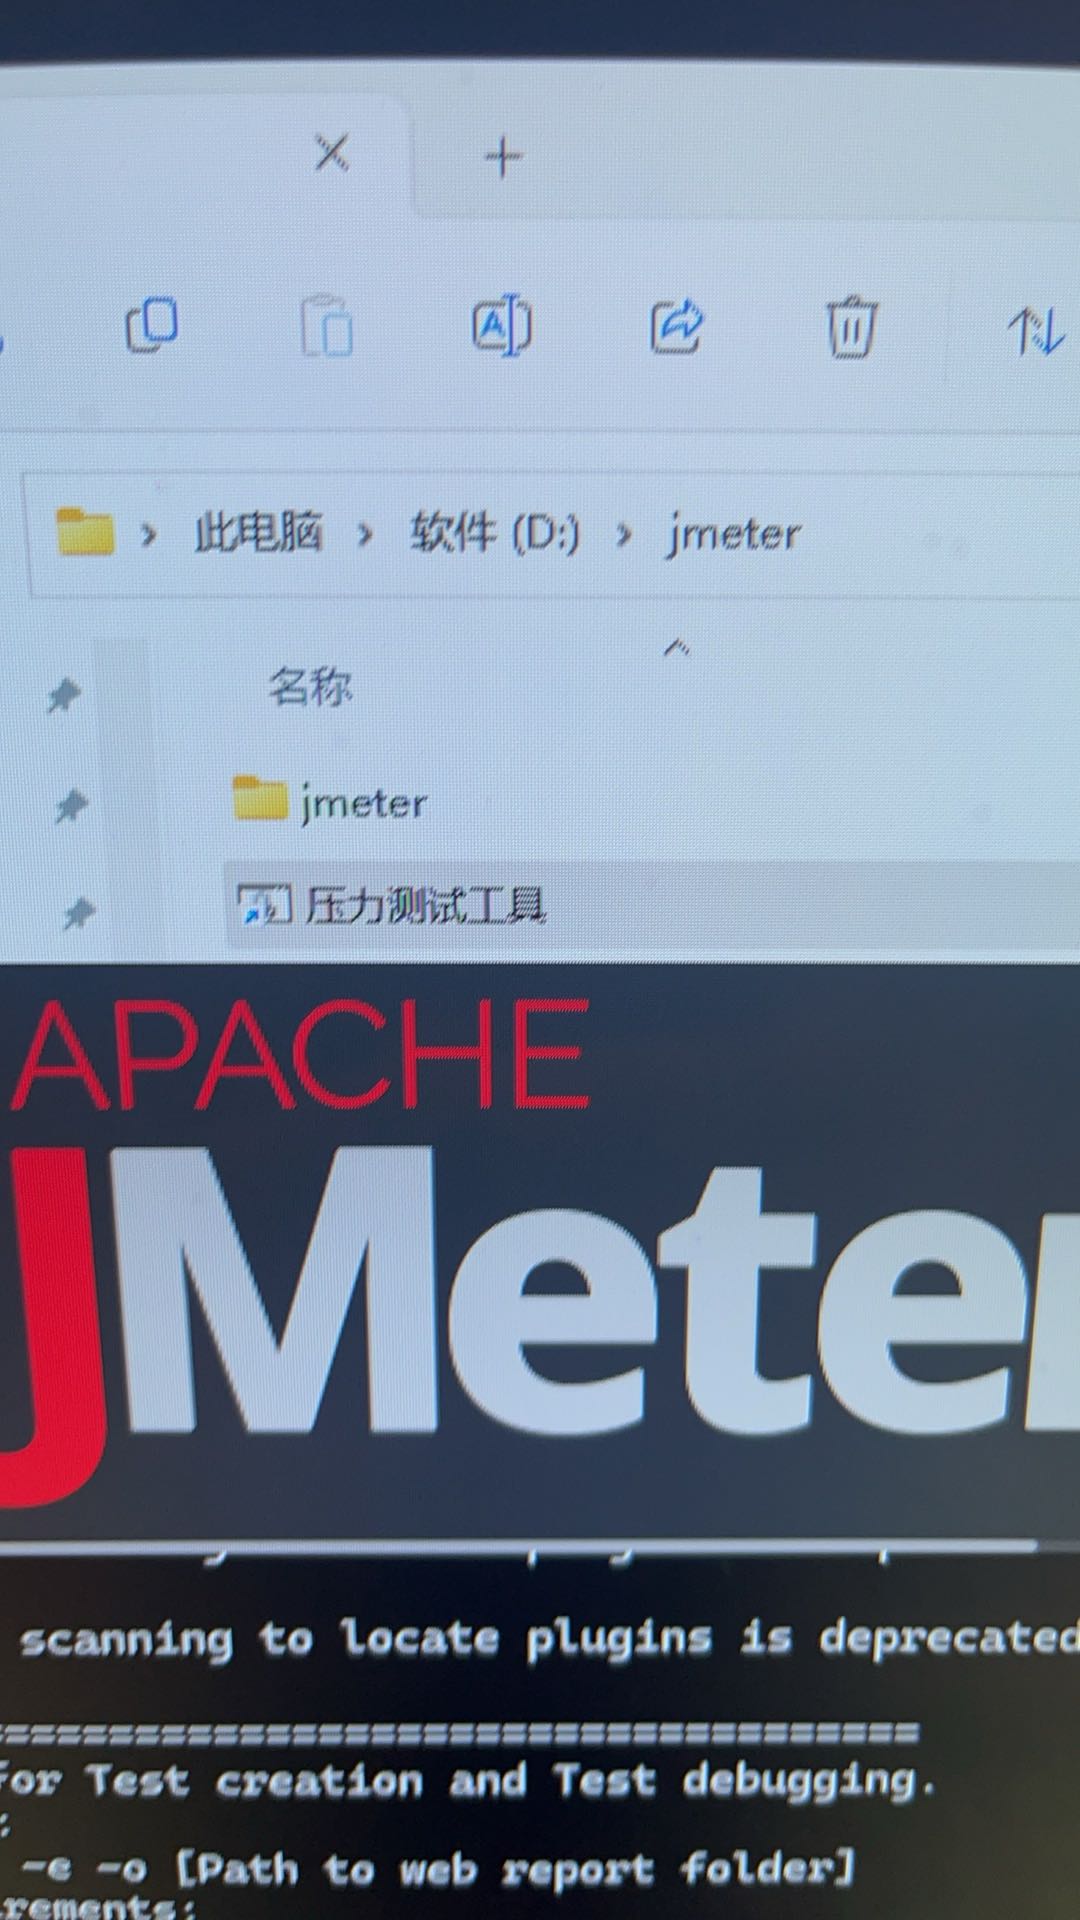 此电脑 › 软件 (D:) › jmeter
名称
jmeter
压力测试工具
APACHE
JMeter
scanning to locate plugins is deprecated
======================================
For Test creation and Test debugging.
:
-e -o [Path to web report folder]
rements: